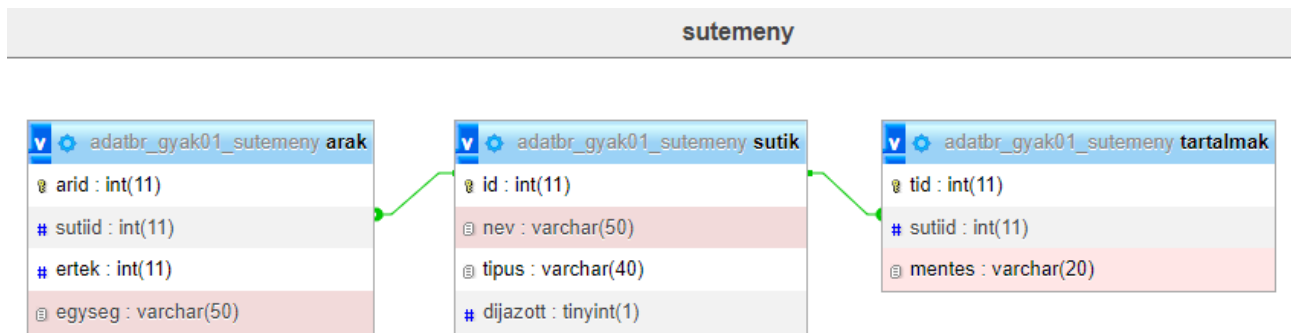 sutemeny
v adatbr_gyak01_sutemeny arak
arid : int(11)
# sutiid : int(11)
# ertek : int(11)
egyseg : varchar(50)
v adatbr_gyak01_sutemeny sutik
id : int(11)
nev : varchar(50)
tipus : varchar(40)
# dijazott : tinyint(1)
v adatbr_gyak01_sutemeny tartalmak
tid : int(11)
# sutiid : int(11)
mentes : varchar(20)